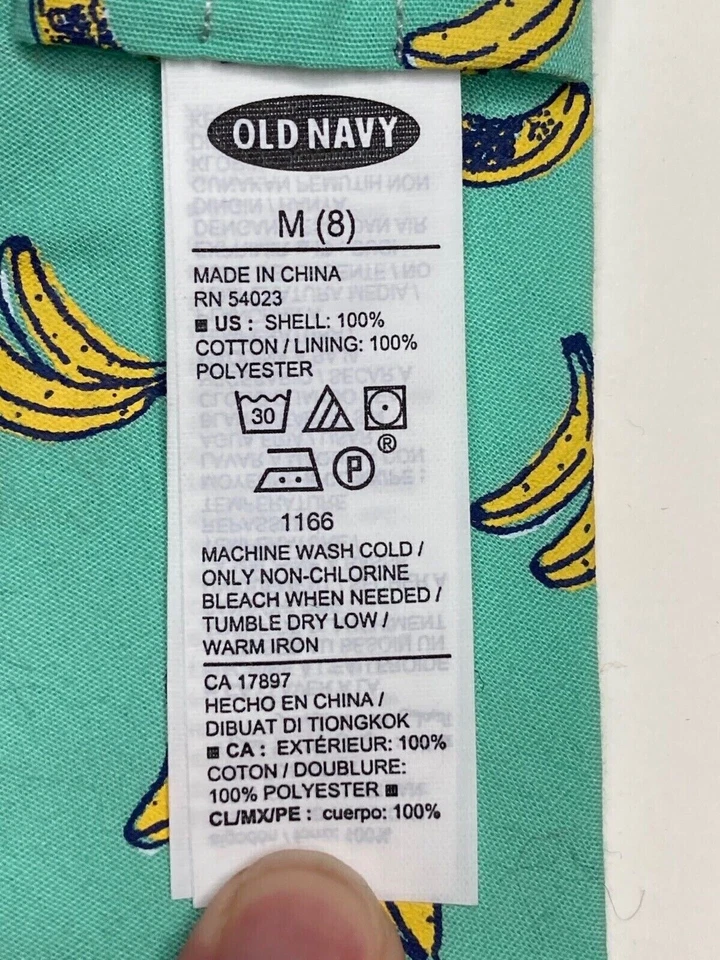 OLD NAVY
M (8)
MADE IN CHINA
RN 54023
US : SHELL: 100%
COTTON / LINING: 100%
POLYESTER
30
P ®
1166
MACHINE WASH COLD /
ONLY NON-CHLORINE
BLEACH WHEN NEEDED /
TUMBLE DRY LOW /
WARM IRON
CA 17897
HECHO EN CHINA /
DIBUAT DI TIONGKOK
CA : EXTÉRIEUR: 100%
COTON / DOUBLURE:
100% POLYESTER
CL/MX/PE : cuerpo: 100%